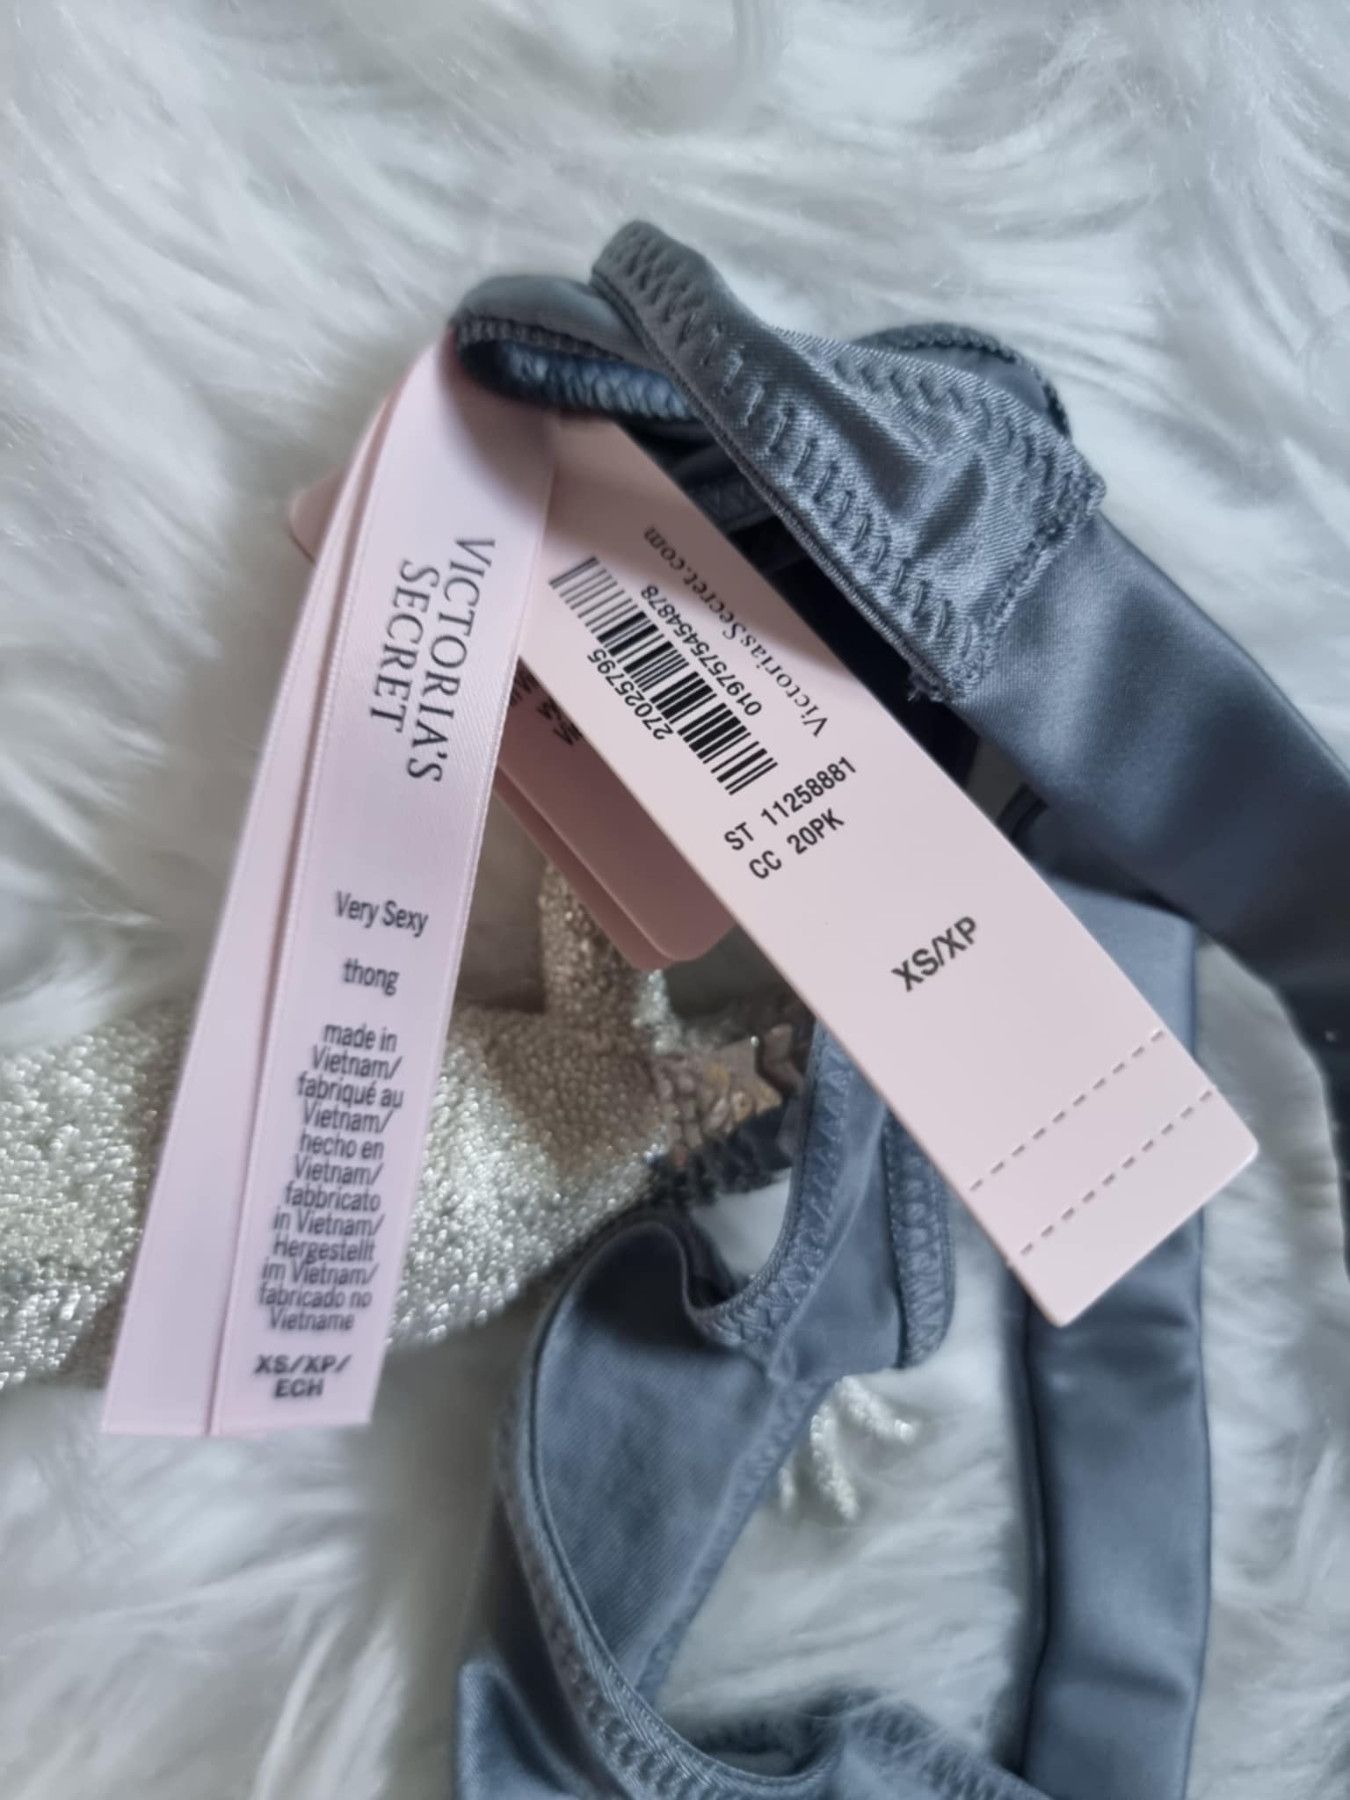 VICTORIA'S
SECRET
Very Sexy
thong
made in
Vietnam/
fabriqué au
Vietnam/
hecho en
Vietnam/
fabbricato
in Vietnam/
Hergestellt
im Vietnam/
fabricado no
Vietname
XS/XP/
ECH
VictoriasSecret.com
0197575454878
27025795
ST 11258881
CC 20PK
XS/XP